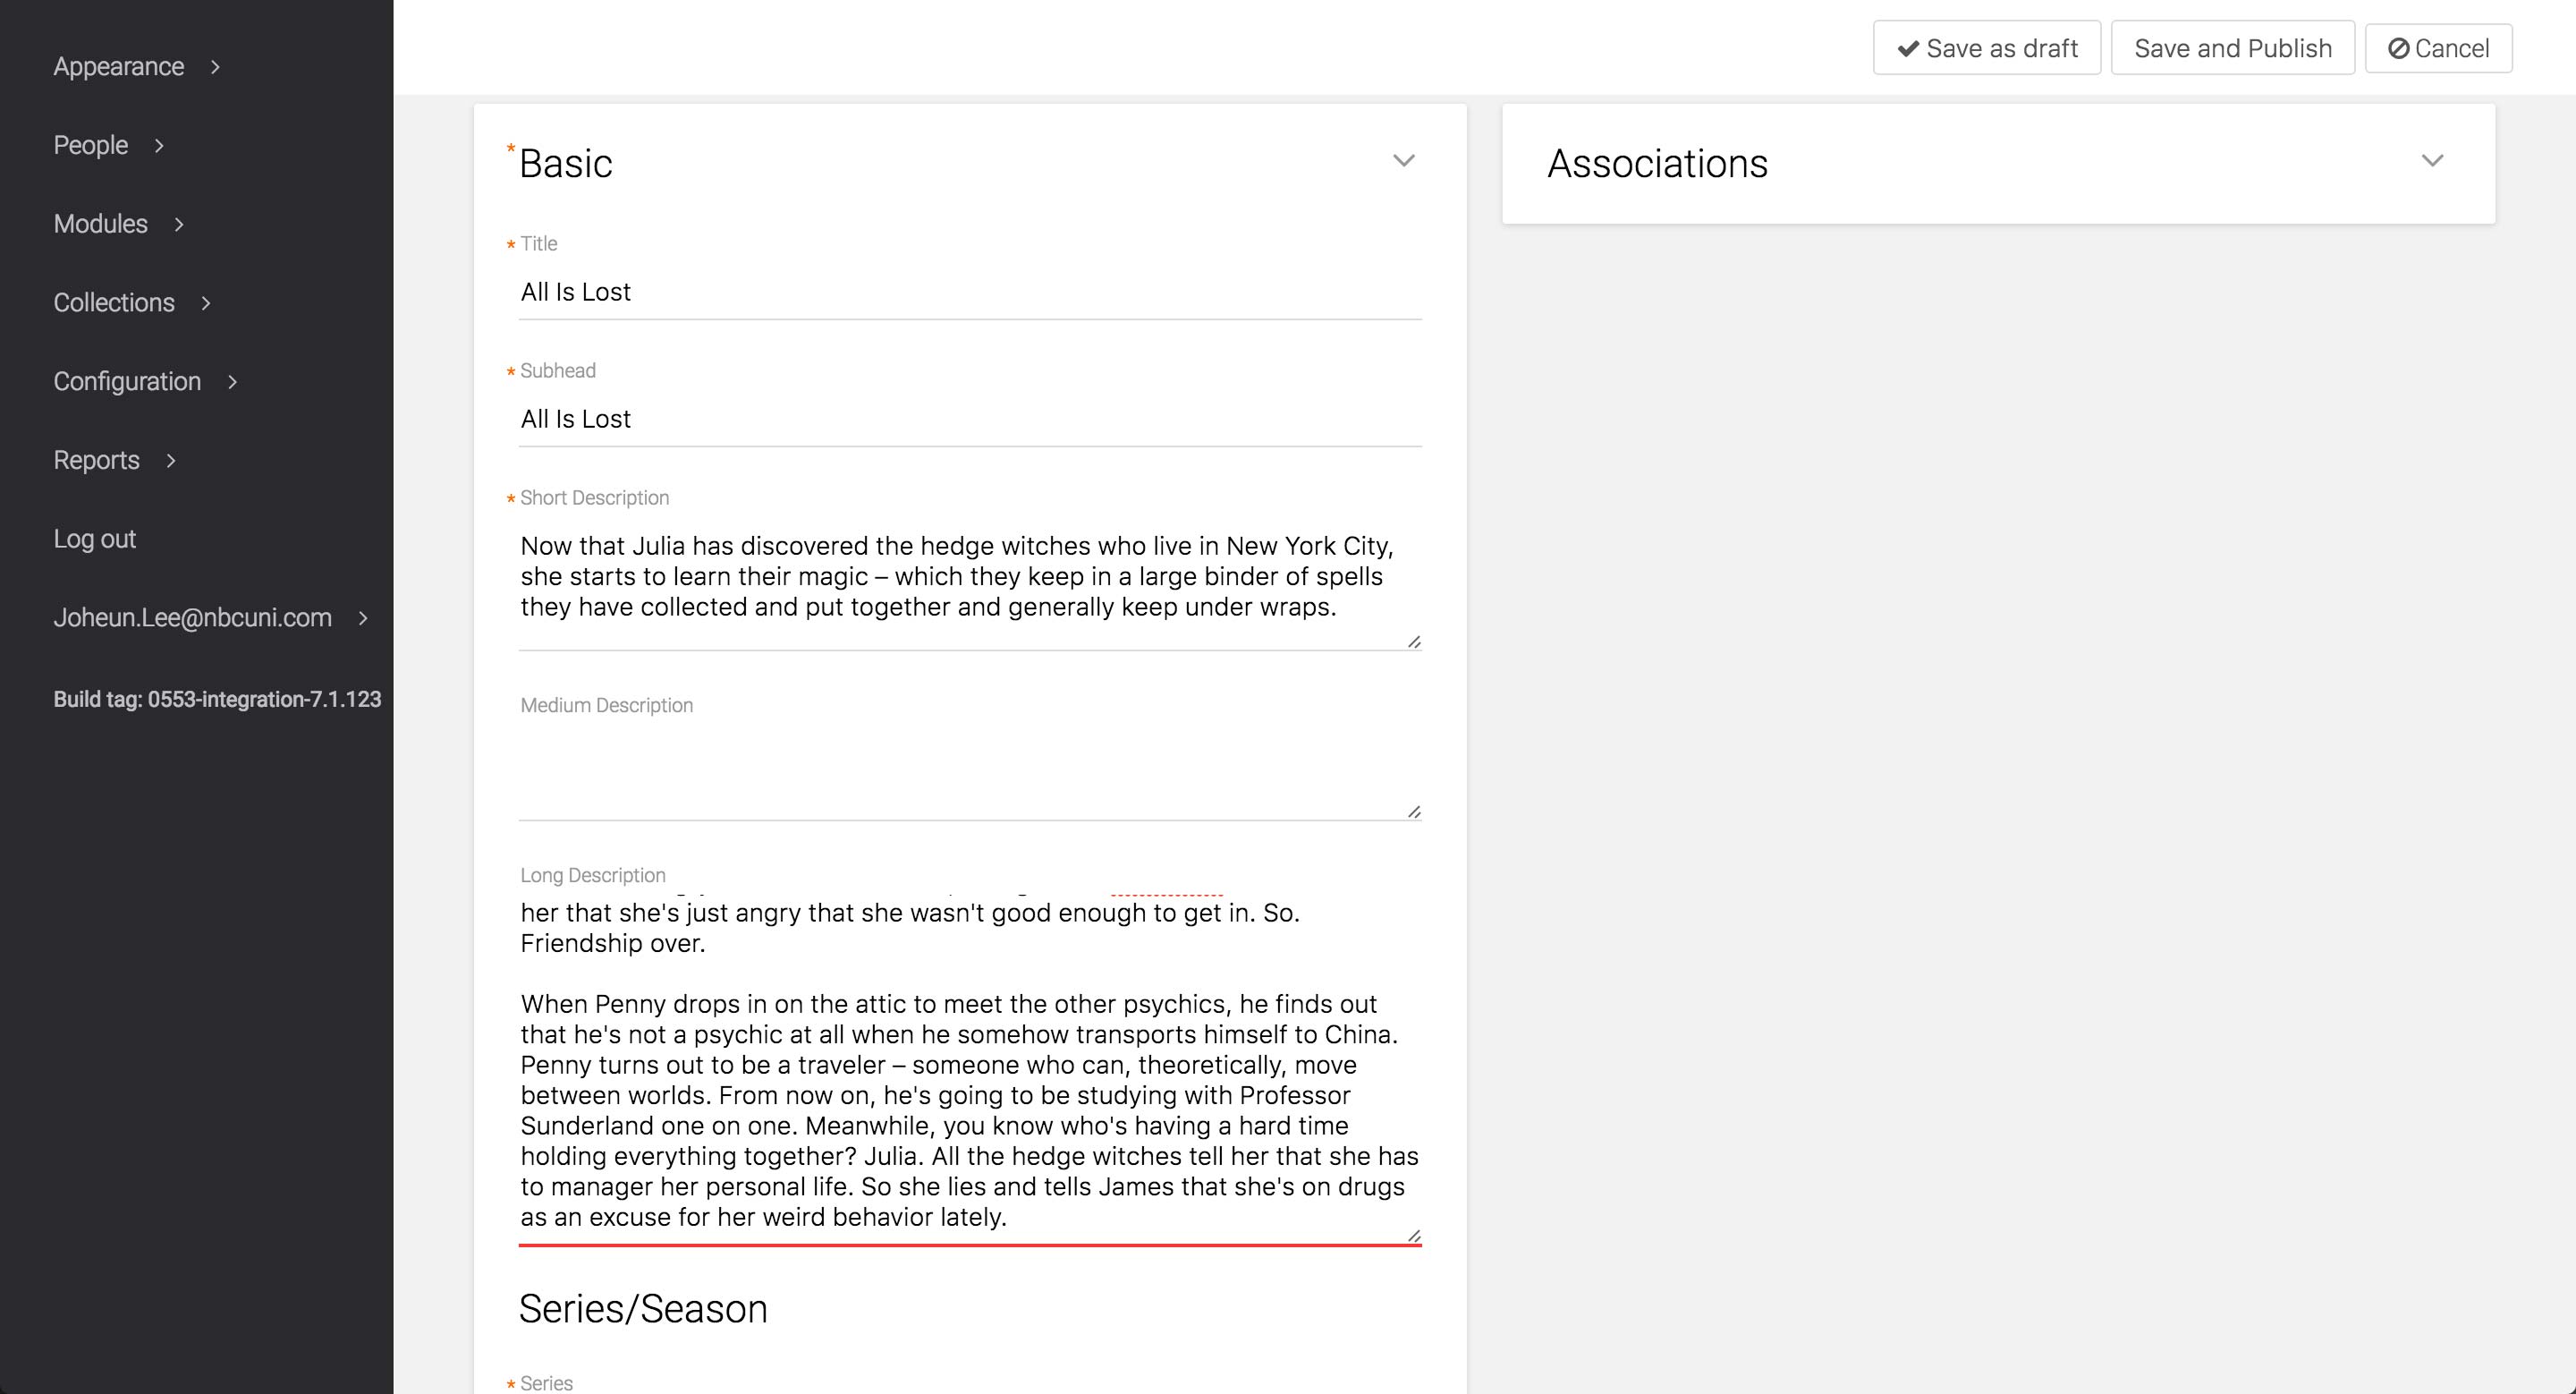 Appearance
People
Modules
Collections
Configuration
Reports
Log out
Joheun.Lee@nbcuni.com
Build tag: 0553-integration-7.1.123
Save as draft
Save and Publish
Cancel
* Basic
* Title
All Is Lost
* Subhead
All Is Lost
* Short Description
Now that Julia has discovered the hedge witches who live in New York City,
she starts to learn their magic – which they keep in a large binder of spells
they have collected and put together and generally keep under wraps.
Medium Description
Long Description
her that she's just angry that she wasn't good enough to get in. So.
Friendship over.
When Penny drops in on the attic to meet the other psychics, he finds out
that he's not a psychic at all when he somehow transports himself to China.
Penny turns out to be a traveler – someone who can, theoretically, move
between worlds. From now on, he's going to be studying with Professor
Sunderland one on one. Meanwhile, you know who's having a hard time
holding everything together? Julia. All the hedge witches tell her that she has
to manager her personal life. So she lies and tells James that she's on drugs
as an excuse for her weird behavior lately.
Series/Season
* Series
Associations